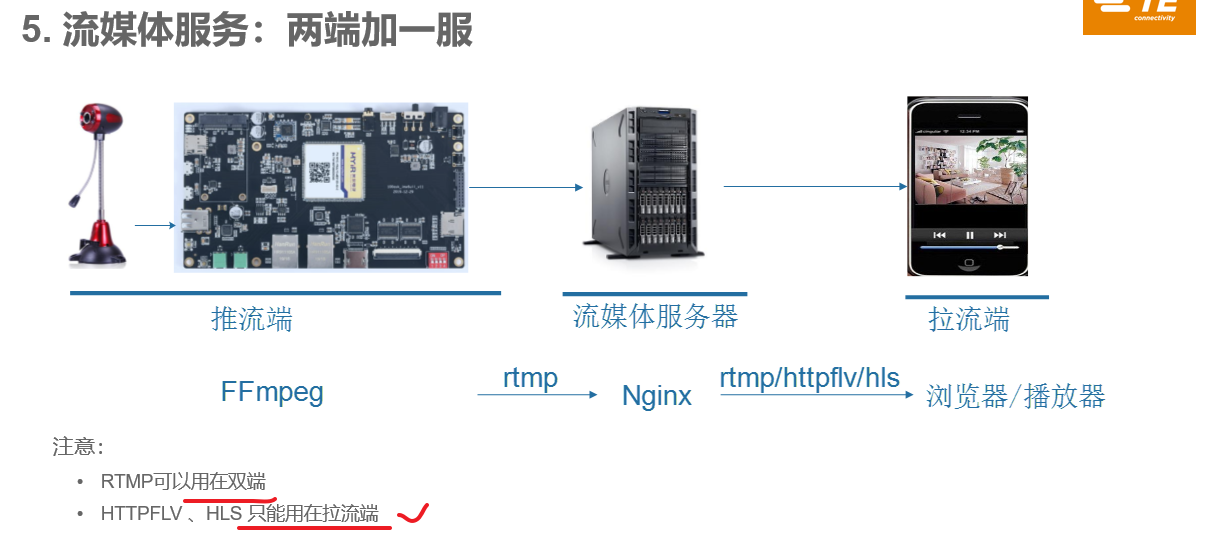 5. 流媒体服务：两端加一服
TE
connectivity
推流端
流媒体服务器
拉流端
FFmpeg
rtmp
Nginx
rtmp/httpflv/hls
浏览器/播放器
注意：
• RTMP可以用在双端
• HTTPFLV 、HLS 只能用在拉流端